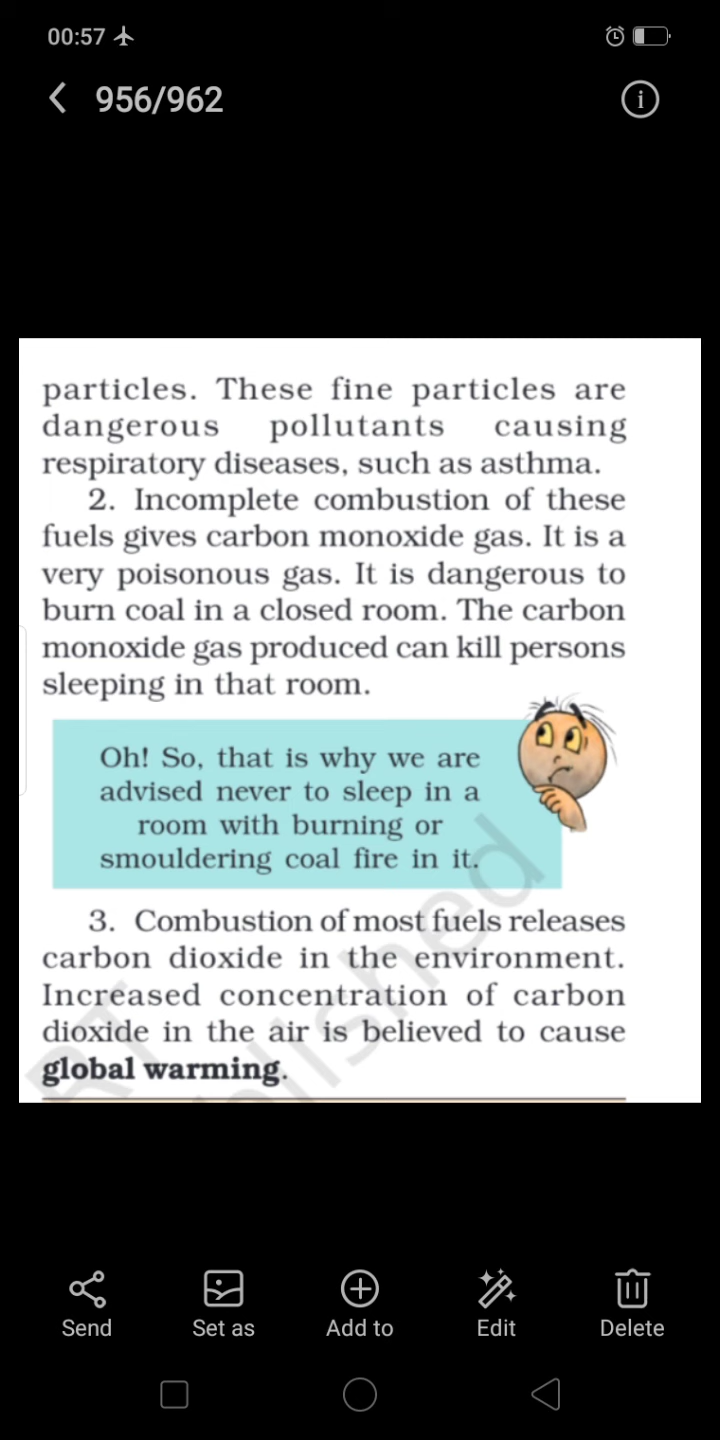 00:57
956/962
particles. These fine particles are
dangerous pollutants causing
respiratory diseases, such as asthma.
2. Incomplete combustion of these
fuels gives carbon monoxide gas. It is a
very poisonous gas. It is dangerous to
burn coal in a closed room. The carbon
monoxide gas produced can kill persons
sleeping in that room.
Oh! So, that is why we are
advised never to sleep in a
room with burning or
smouldering coal fire in it.
3. Combustion of most fuels releases
carbon dioxide in the environment.
Increased concentration of carbon
dioxide in the air is believed to cause
global warming.
Send Set as Add to Edit Delete